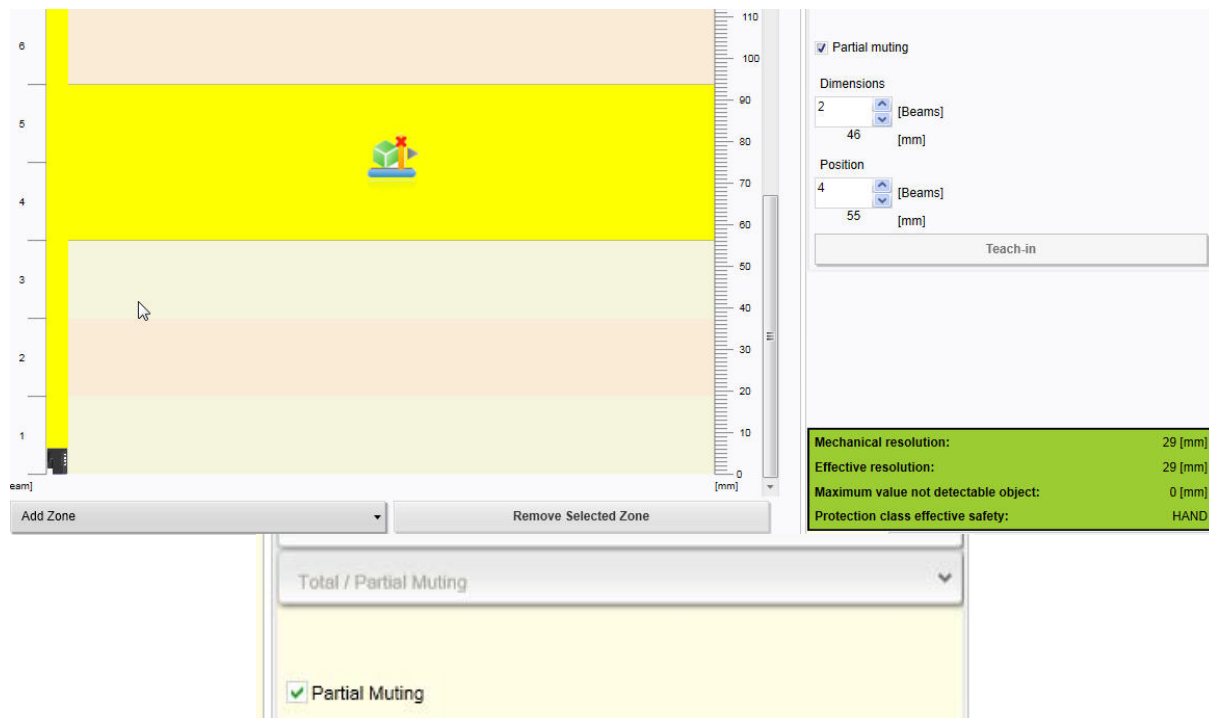 6
5
4
3
2
1
eam]
110
100
90
80
70
60
50
40
30
20
10
0
[mm]
Add Zone
Remove Selected Zone
Partial muting
Dimensions
2 [Beams]
46 [mm]
Position
4 [Beams]
55 [mm]
Teach-in
Mechanical resolution: 29 [mm]
Effective resolution: 29 [mm]
Maximum value not detectable object: 0 [mm]
Protection class effective safety: HAND
Total / Partial Muting
Partial Muting